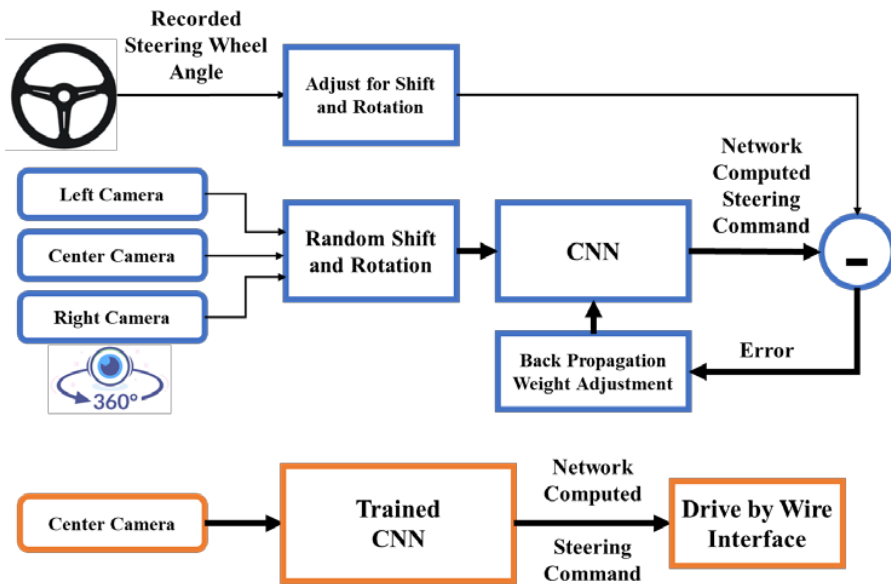 Recorded
Steering Wheel
Angle
Adjust for Shift
and Rotation
Network
Computed
Steering
Command
Left Camera
Center Camera
Right Camera
Random Shift
and Rotation
CNN
-
360°
Back Propagation
Weight Adjustment
Error
Center Camera
Trained
CNN
Network
Computed
Steering
Command
Drive by Wire
Interface